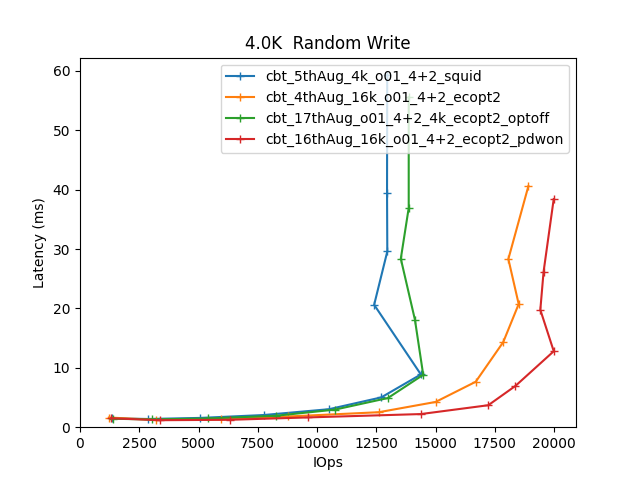 4.0K  Random Write
cbt_5thAug_4k_o01_4+2_squid
cbt_4thAug_16k_o01_4+2_ecopt2
cbt_17thAug_o01_4+2_4k_ecopt2_optoff
cbt_16thAug_16k_o01_4+2_ecopt2_pdwon
60
50
40
30
20
10
0
Latency (ms)
0 2500 5000 7500 10000 12500 15000 17500 20000
IOps